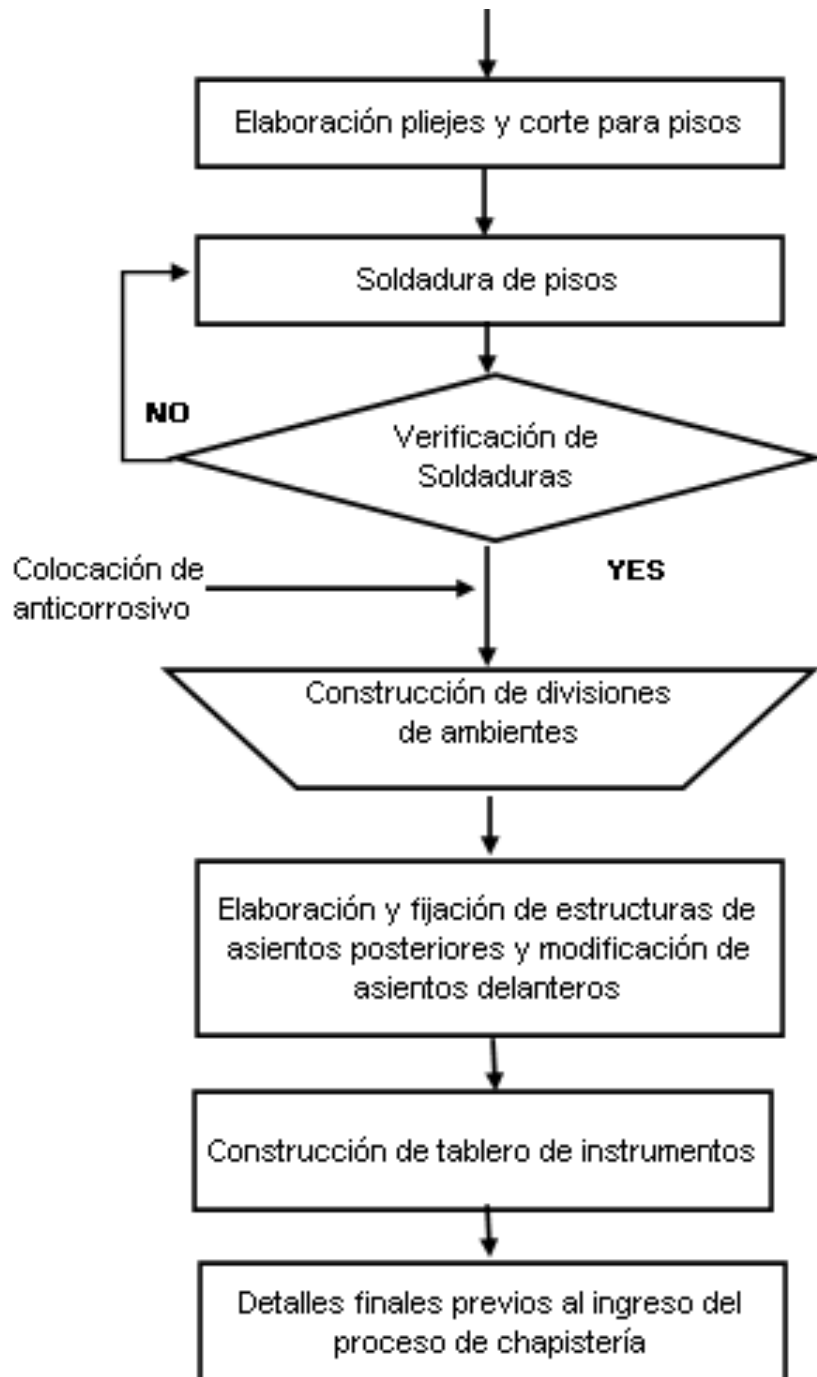 Elaboración pliejes y corte para pisos
Soldadura de pisos
NO
Verificación de
Soldaduras
YES
Colocación de
anticorrosivo
Construcción de divisiones
de ambientes
Elaboración y fijación de estructuras de
asientos posteriores y modificación de
asientos delanteros
Construcción de tablero de instrumentos
Detalles finales previos al ingreso del
proceso de chapistería